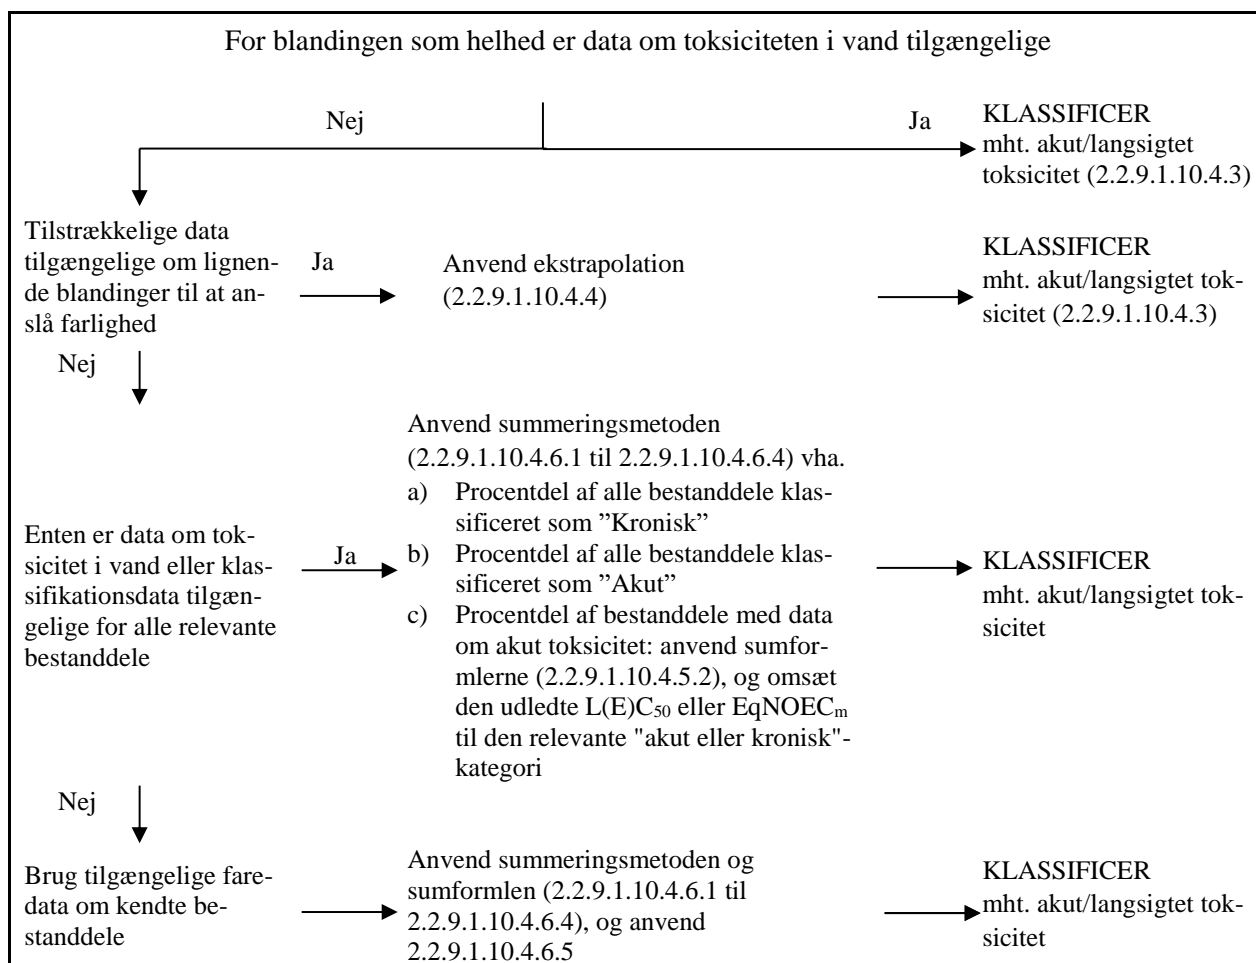 For blandingen som helhed er data om toksiciteten i vand tilgængelige
Nej
Ja
KLASSIFICER
mht. akut/langsigtet
toksicitet (2.2.9.1.10.4.3)
Tilstrækkelige data
tilgængelige om lignen-
de blandinger til at an-
slå farlighed
Ja
Anvend ekstrapolation
(2.2.9.1.10.4.4)
KLASSIFICER
mht. akut/langsigtet tok-
sicitet (2.2.9.1.10.4.3)
Nej
Enten er data om tok-
sicitet i vand eller klas-
sifikationsdata tilgæn-
gelige for alle relevante
bestanddele
Ja
Anvend summeringsmetoden
(2.2.9.1.10.4.6.1 til 2.2.9.1.10.4.6.4) vha.
a) Procentdel af alle bestanddele klas-
sificeret som ”Kronisk”
b) Procentdel af alle bestanddele klas-
sificeret som ”Akut”
c) Procentdel af bestanddele med data
om akut toksicitet: anvend sumfor-
mlerne (2.2.9.1.10.4.5.2), og omsæt
den udledte L(E)C₅₀ eller EqNOECₘ
til den relevante "akut eller kronisk"-
kategori
KLASSIFICER
mht. akut/langsigtet tok-
sicitet
Nej
Brug tilgængelige fare-
data om kendte be-
standdele
Anvend summeringsmetoden og
sumformlen (2.2.9.1.10.4.6.1 til
2.2.9.1.10.4.6.4), og anvend
2.2.9.1.10.4.6.5
KLASSIFICER
mht. akut/langsigtet tok-
sicitet